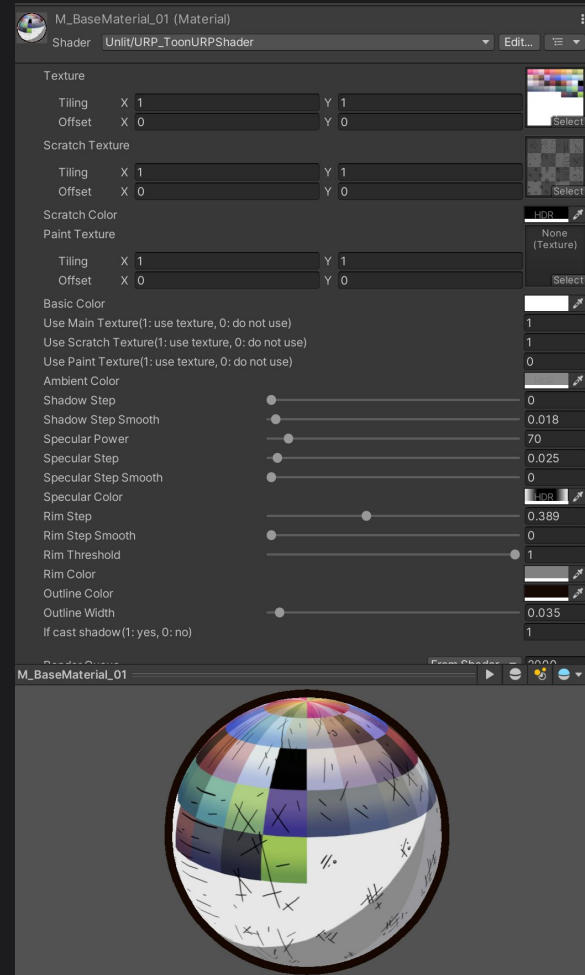 M_BaseMaterial_01 (Material)
Shader Unlit/URP_ToonURPShader Edit...
Texture
Tiling X 1 Y 1
Offset X 0 Y 0
Select
Scratch Texture
Tiling X 1 Y 1
Offset X 0 Y 0
Select
Scratch Color HDR
Paint Texture None
(Texture)
Tiling X 1 Y 1
Offset X 0 Y 0
Select
Basic Color
Use Main Texture(1: use texture, 0: do not use) 1
Use Scratch Texture(1: use texture, 0: do not use) 1
Use Paint Texture(1: use texture, 0: do not use) 0
Ambient Color
Shadow Step 0
Shadow Step Smooth 0.018
Specular Power 70
Specular Step 0.025
Specular Step Smooth 0
Specular Color HDR
Rim Step 0.389
Rim Step Smooth 0
Rim Threshold 1
Rim Color
Outline Color
Outline Width 0.035
If cast shadow(1: yes, 0: no) 1
Render Queue From Shader 2000
M_BaseMaterial_01